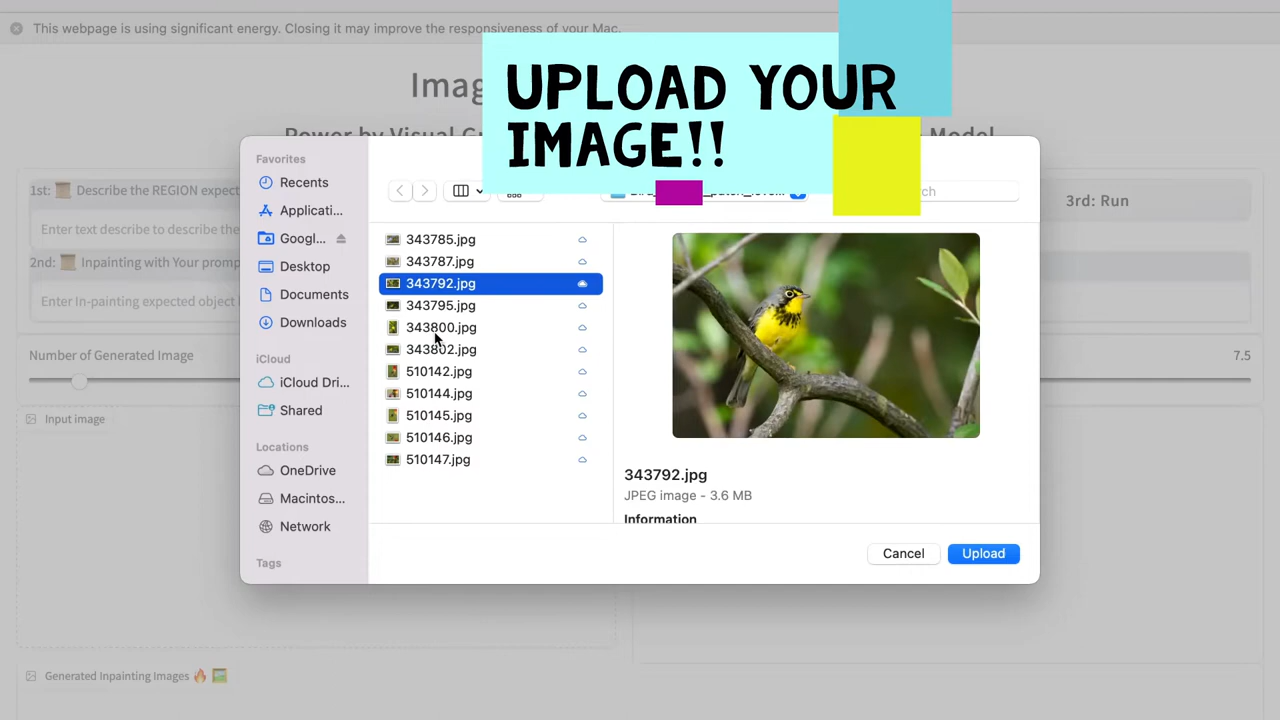 This webpage is using significant energy. Closing it may improve the responsiveness of your Mac.
UPLOAD YOUR
IMAGE!!
Power by Visual
Model
1st: 📜 Describe the REGION
Enter text describe to describe the
2nd: 📜 Inpainting with Your
Enter Inpainting expected object
3rd: Run
Number of Generated Image
7.5
Input image
Generated Inpainting Images 🔥 🖼️
Favorites
Recents
Applicati...
Googl...
Desktop
Documents
Downloads
iCloud
iCloud Dri...
Shared
Locations
OneDrive
Macintos...
Network
Tags
343785.jpg
343787.jpg
343792.jpg
343795.jpg
343800.jpg
343802.jpg
510142.jpg
510144.jpg
510145.jpg
510146.jpg
510147.jpg
343792.jpg
JPEG image - 3.6 MB
Information
Cancel
Upload